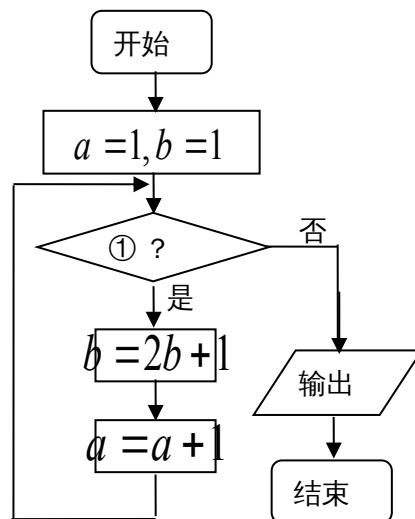 开始
a=1,b=1
① ？
否
是
b=2b+1
输出
a=a+1
结束